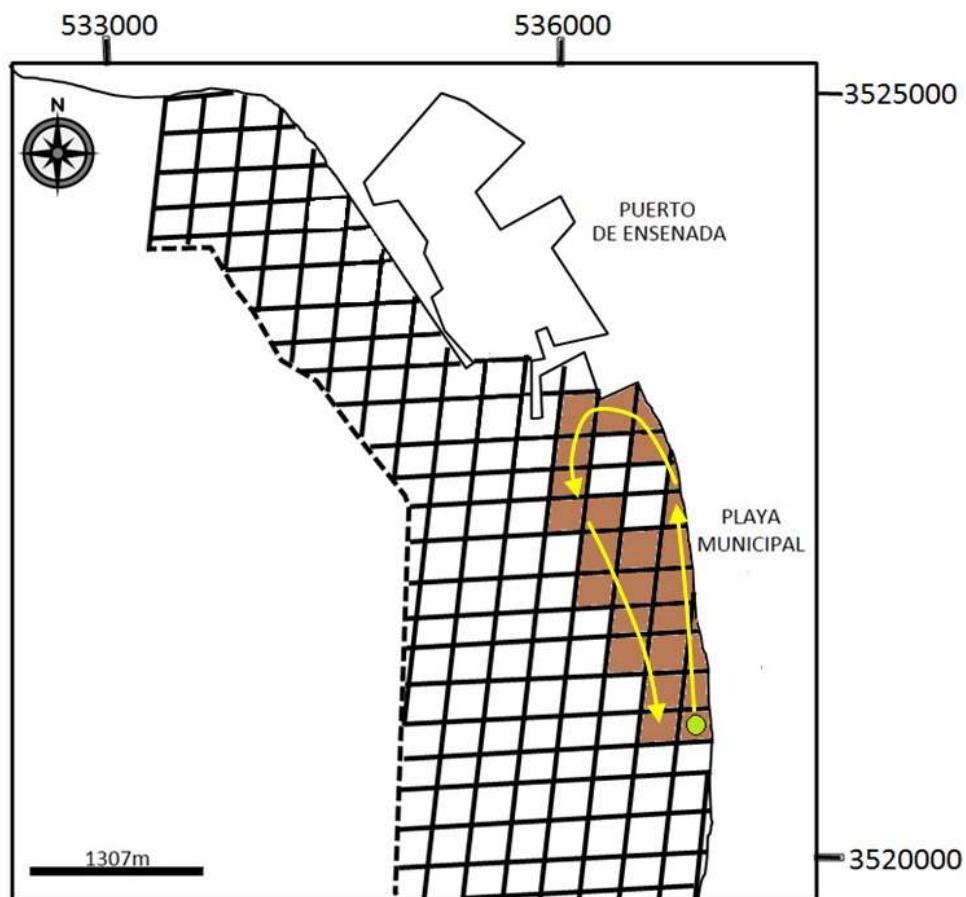 533000
536000
3525000
N
PUERTO
DE ENSENADA
PLAYA
MUNICIPAL
1307m
3520000